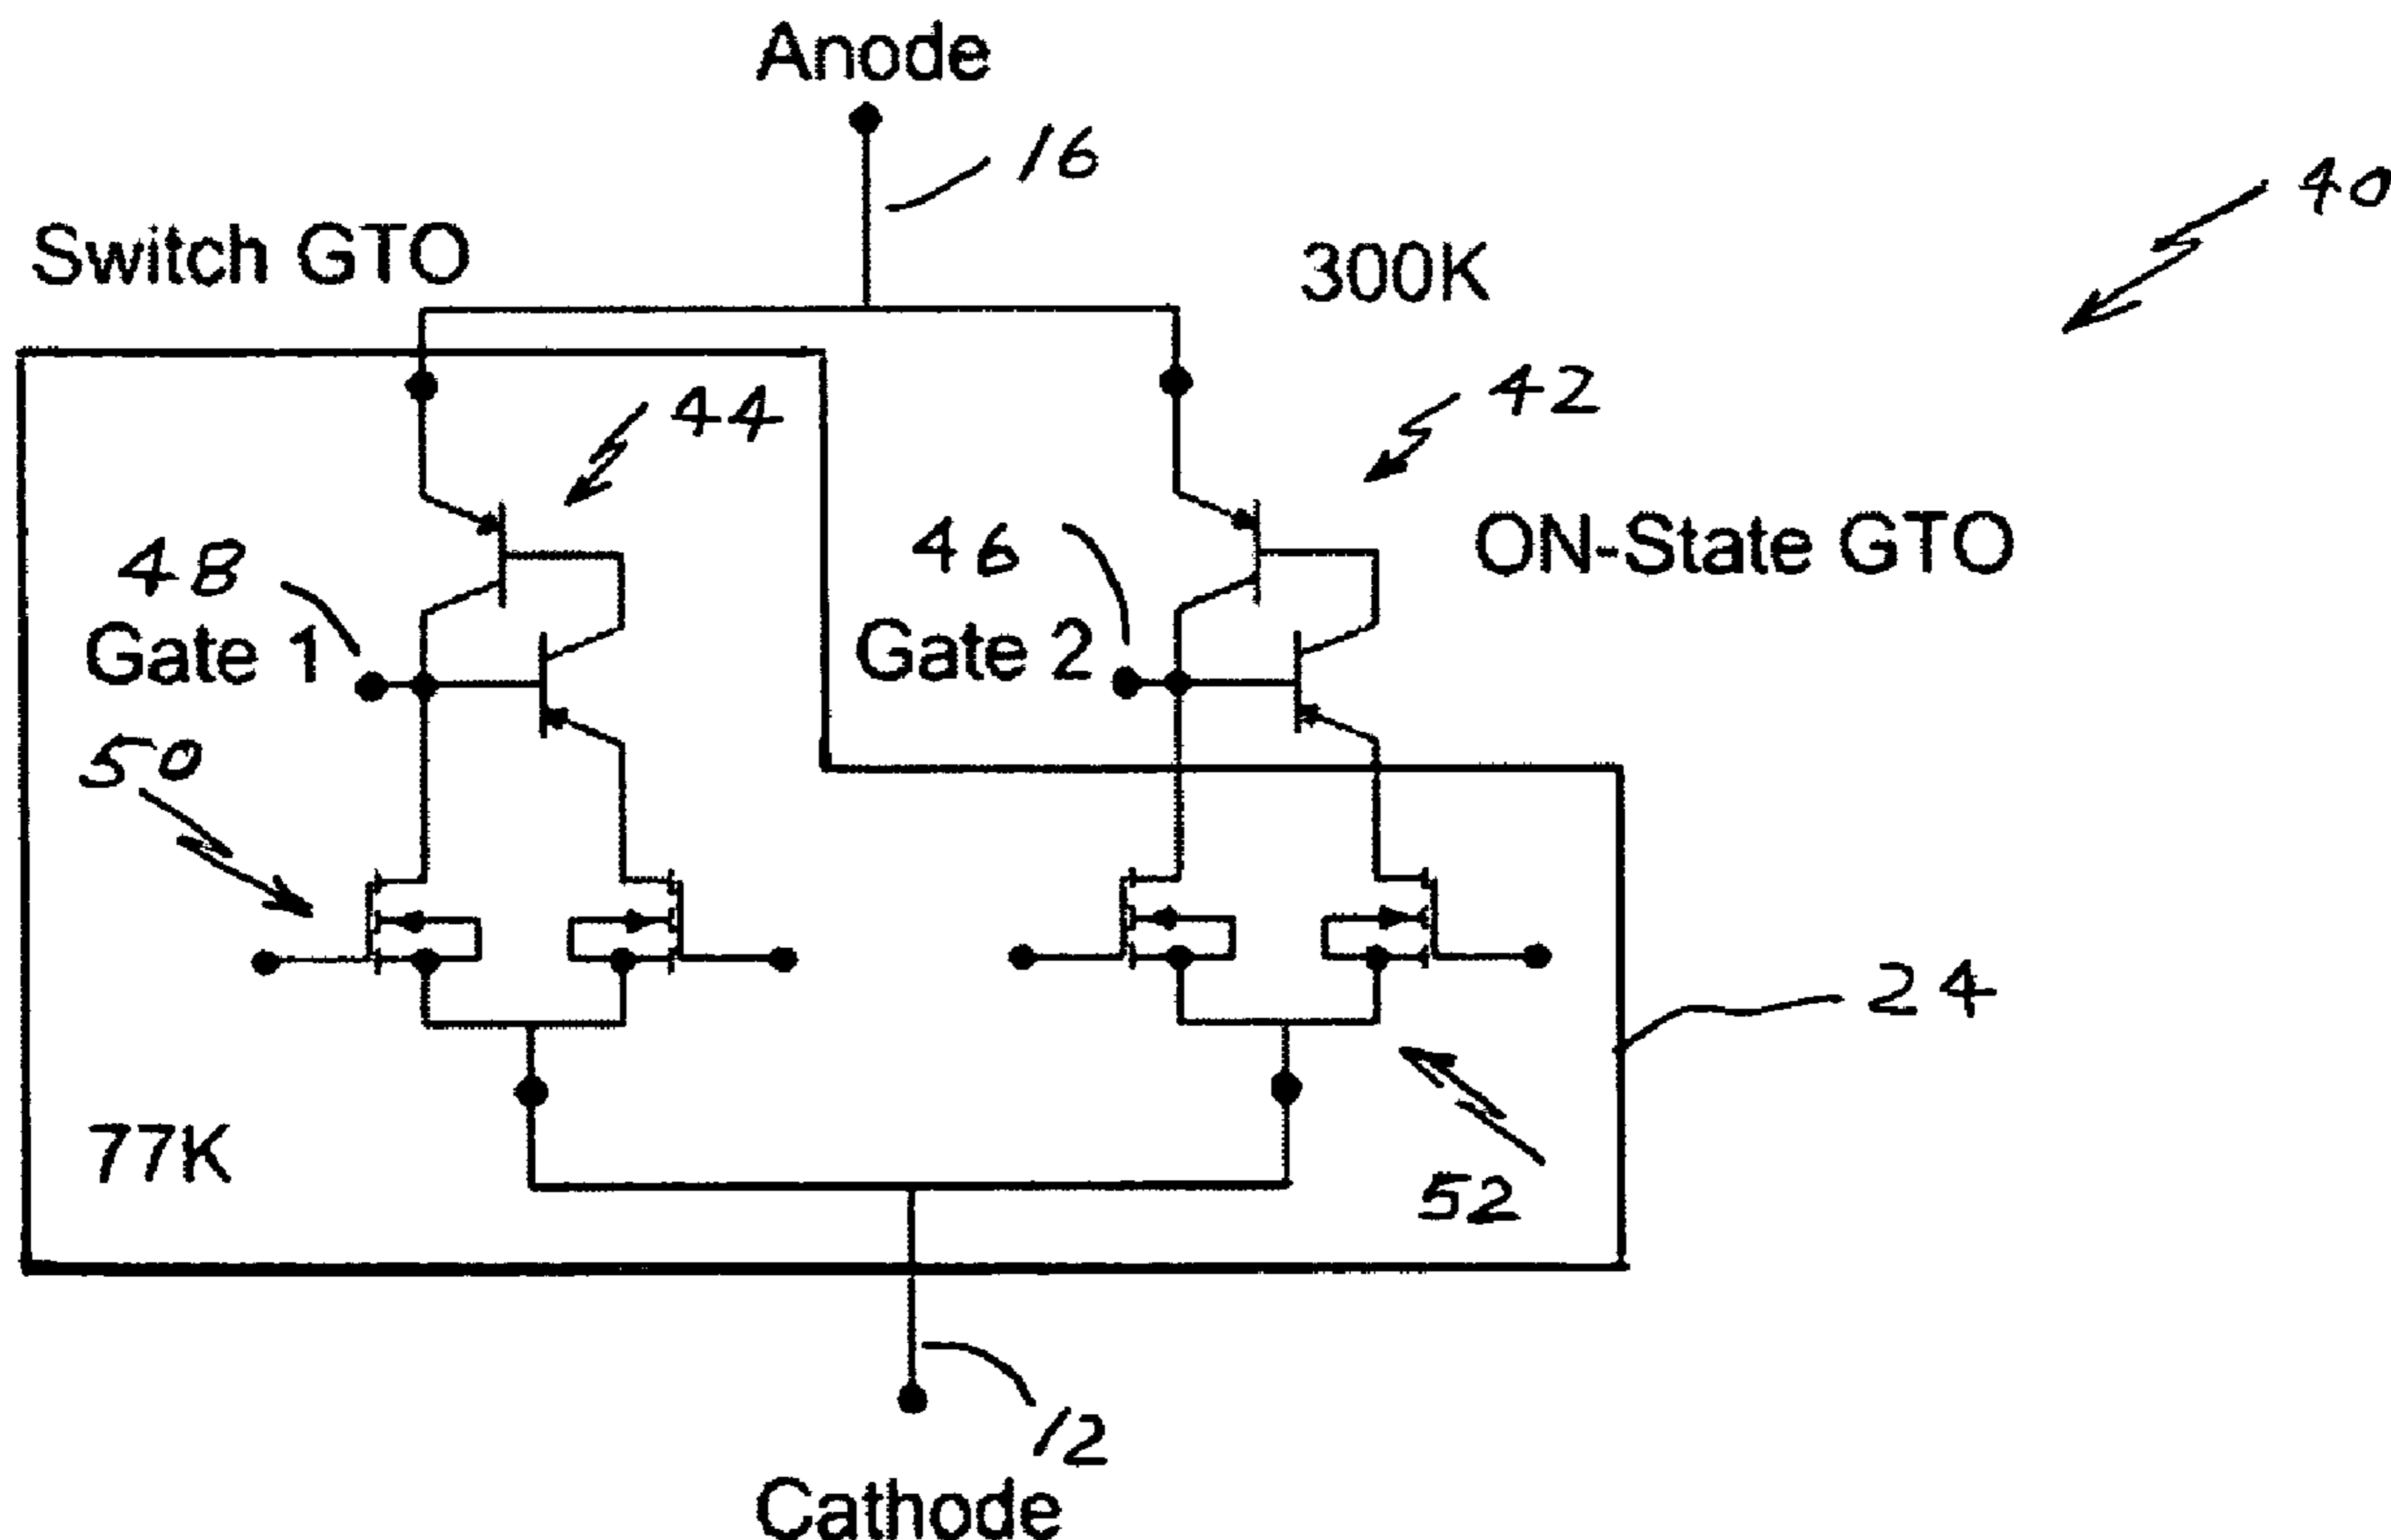 Anode
16
40
Switch GTO
300K
44
42
48
46
ON-State GTO
Gate 1
Gate 2
50
24
77K
52
12
Cathode